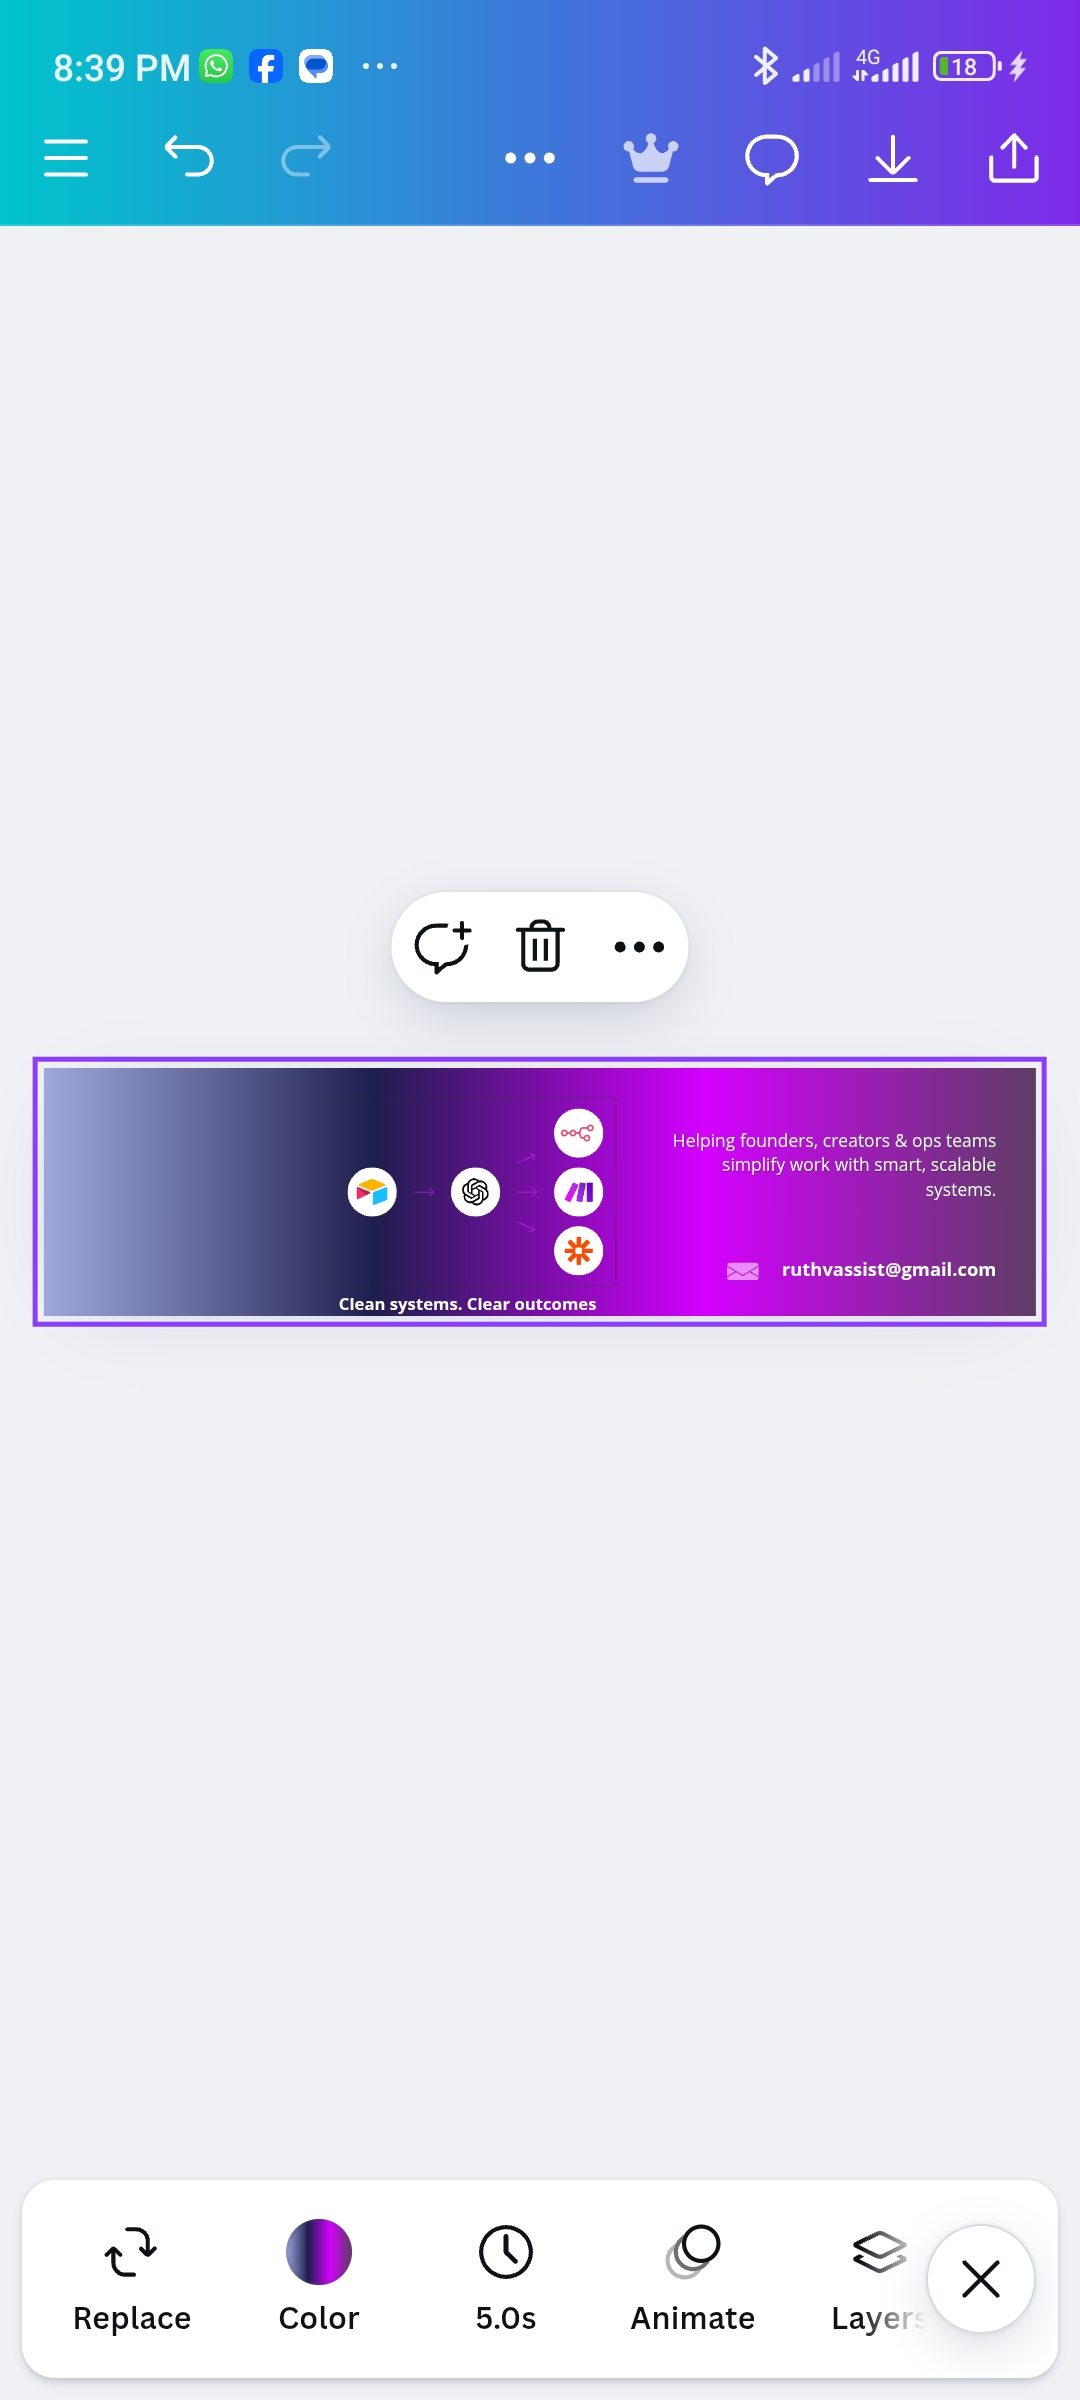 8:39 PM
4G
18
Helping founders, creators & ops teams
simplify work with smart, scalable
systems.
ruthvassist@gmail.com
Clean systems. Clear outcomes
Replace
Color
5.0s
Animate
Layers